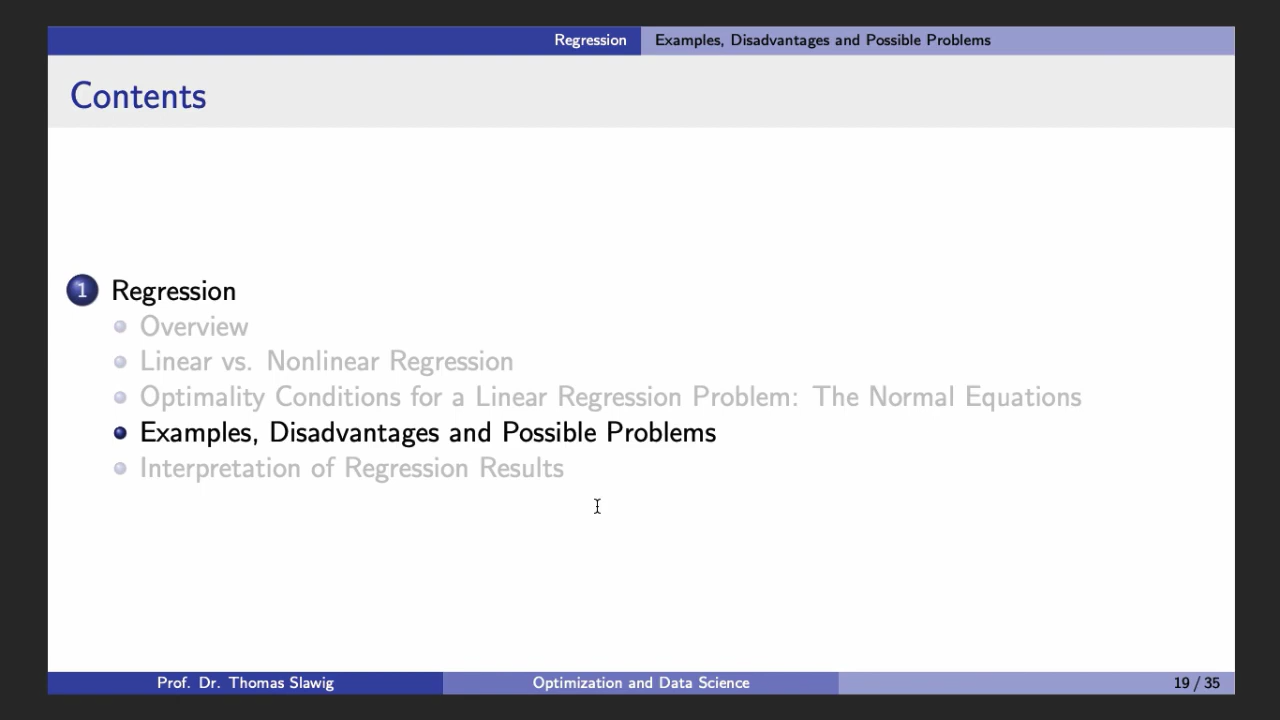 Regression Examples, Disadvantages and Possible Problems
Contents
1 Regression
Overview
Linear vs. Nonlinear Regression
Optimality Conditions for a Linear Regression Problem: The Normal Equations
Examples, Disadvantages and Possible Problems
Interpretation of Regression Results
Prof. Dr. Thomas Slawig Optimization and Data Science 19 / 35